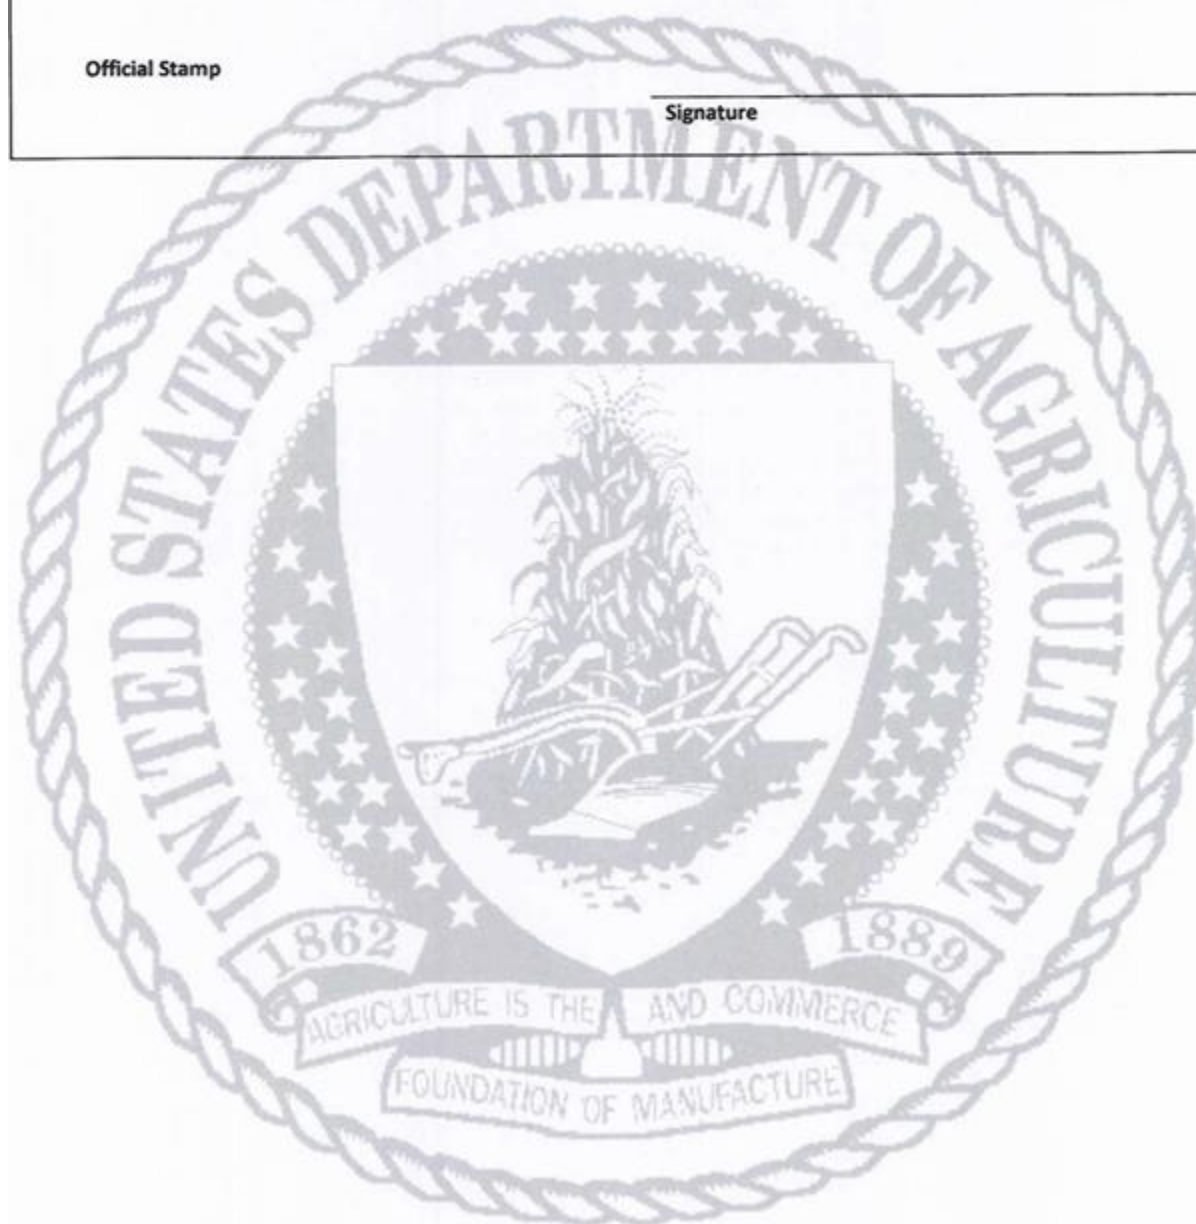 Official Stamp
Signature
UNITED STATES DEPARTMENT OF AGRICULTURE
1862
1889
AGRICULTURE IS THE
AND COMMERCE
FOUNDATION OF MANUFACTURE